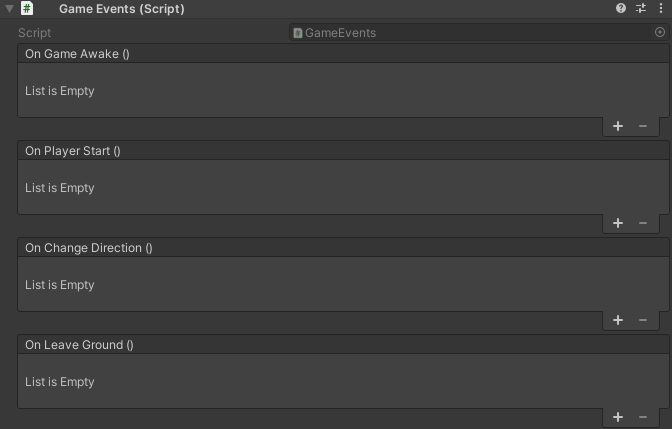 Game Events (Script)
Script GameEvents
On Game Awake ()
List is Empty
On Player Start ()
List is Empty
On Change Direction ()
List is Empty
On Leave Ground ()
List is Empty